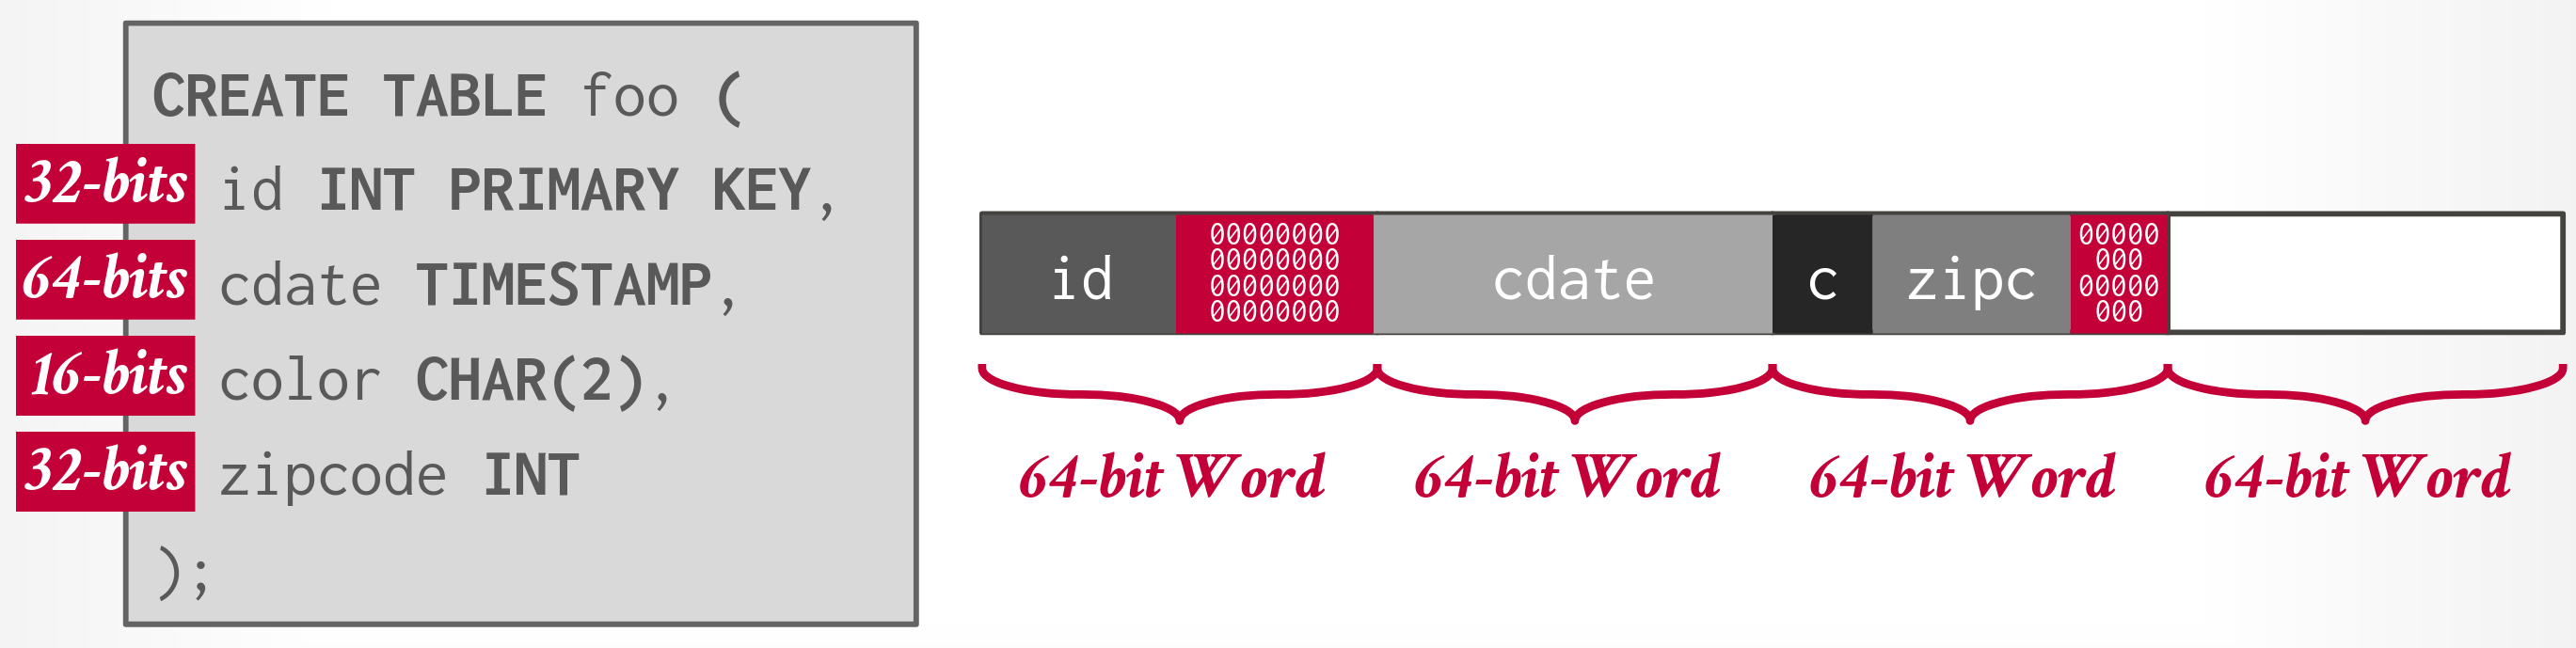 CREATE TABLE foo (
32-bits id INT PRIMARY KEY,
64-bits cdate TIMESTAMP,
16-bits color CHAR(2),
32-bits zipcode INT
);
id
00000000
00000000
00000000
00000000
cdate
c
zipc
00000
000
00000
000
64-bit Word
64-bit Word
64-bit Word
64-bit Word